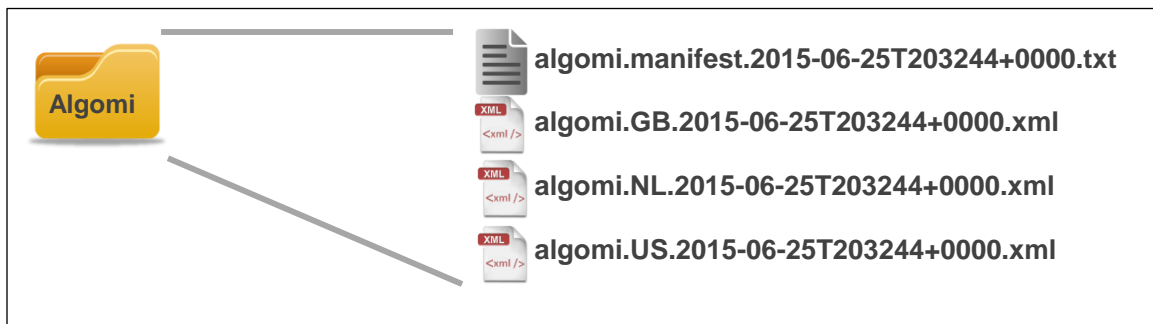 Algomi
algomi.manifest.2015-06-25T203244+0000.txt
XML
<xml />
algomi.GB.2015-06-25T203244+0000.xml
XML
<xml />
algomi.NL.2015-06-25T203244+0000.xml
XML
<xml />
algomi.US.2015-06-25T203244+0000.xml